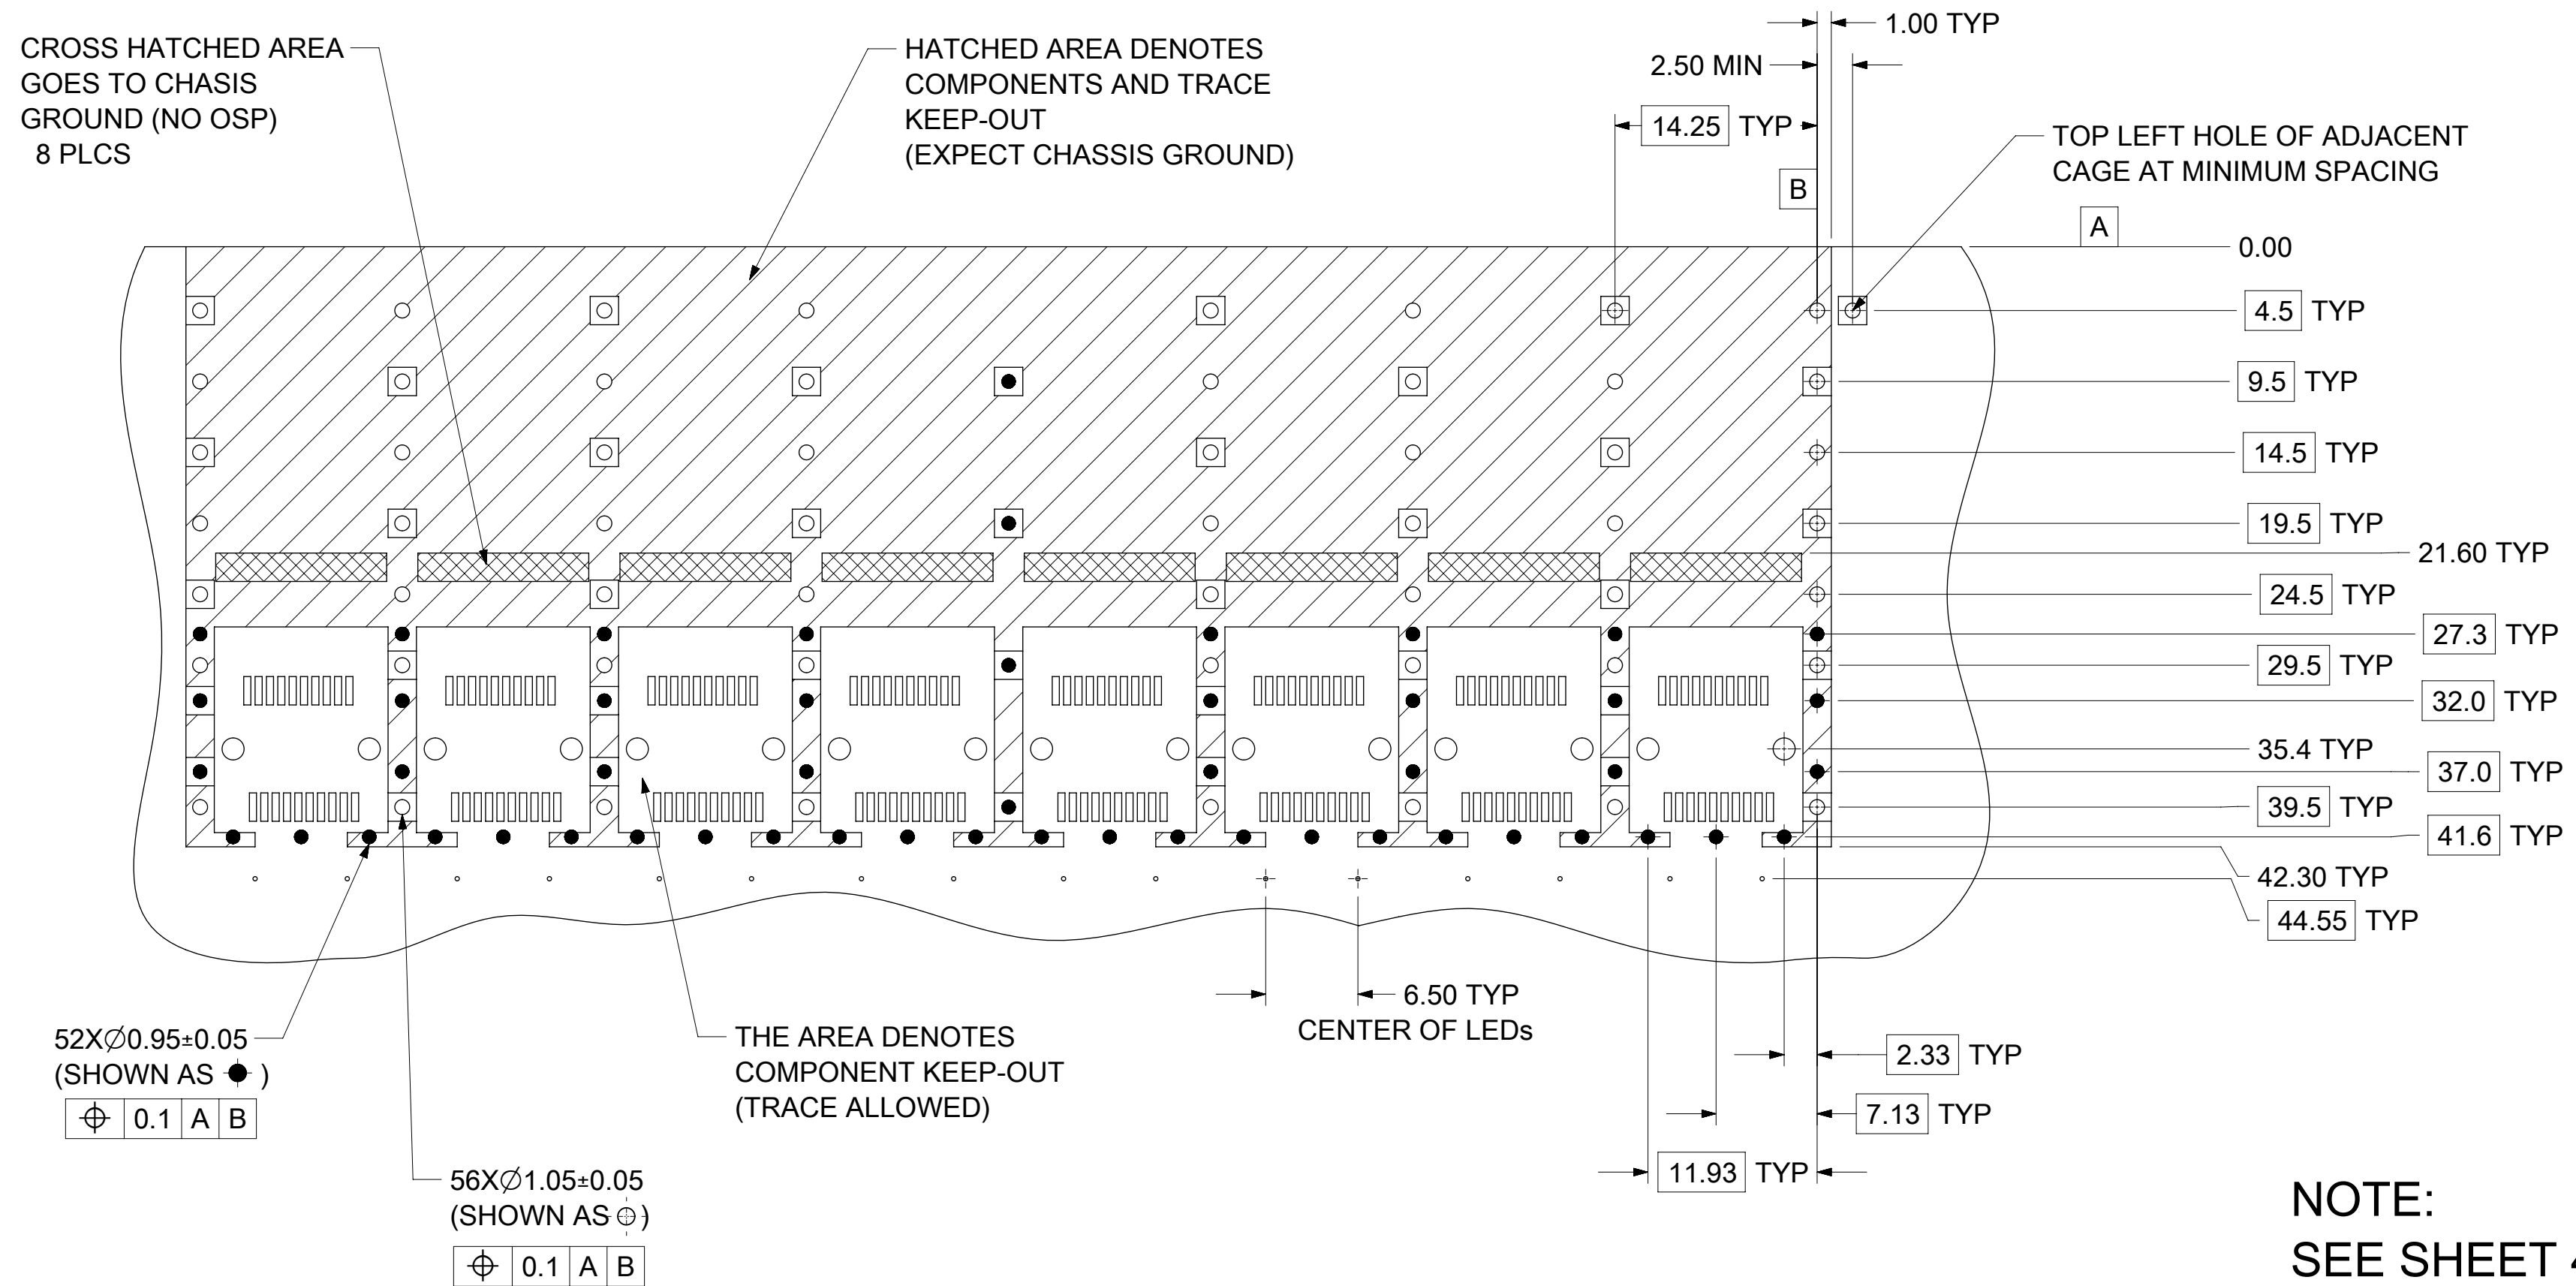 CROSS HATCHED AREA
GOES TO CHASIS
GROUND (NO OSP)
8 PLCS
HATCHED AREA DENOTES
COMPONENTS AND TRACE
KEEP-OUT
(EXPECT CHASSIS GROUND)
1.00 TYP
2.50 MIN
14.25 TYP
TOP LEFT HOLE OF ADJACENT
CAGE AT MINIMUM SPACING
B
A
0.00
4.5 TYP
9.5 TYP
14.5 TYP
19.5 TYP
21.60 TYP
24.5 TYP
27.3 TYP
29.5 TYP
32.0 TYP
35.4 TYP
37.0 TYP
39.5 TYP
41.6 TYP
42.30 TYP
44.55 TYP
6.50 TYP
CENTER OF LEDs
2.33 TYP
7.13 TYP
11.93 TYP
52X∅0.95±0.05
(SHOWN AS )
⌖ 0.1 A B
THE AREA DENOTES
COMPONENT KEEP-OUT
(TRACE ALLOWED)
56X∅1.05±0.05
(SHOWN AS )
⌖ 0.1 A B
NOTE:
SEE SHEET